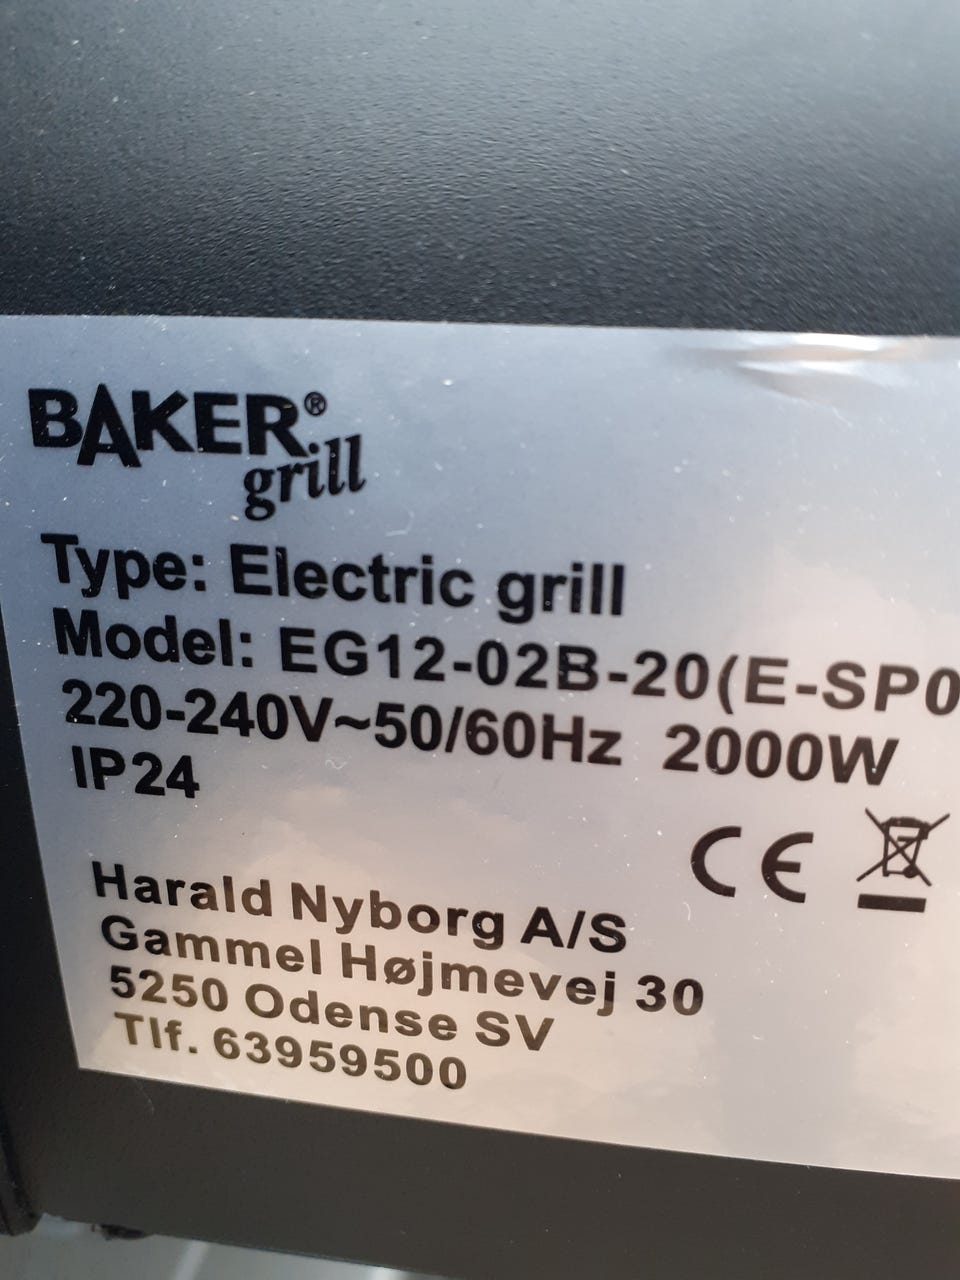 BAKER®
grill
Type: Electric grill
Model: EG12-02B-20(E-SP0
220-240V~50/60Hz 2000W
IP24
CE
Harald Nyborg A/S
Gammel Højmevej 30
5250 Odense SV
Tlf. 63959500